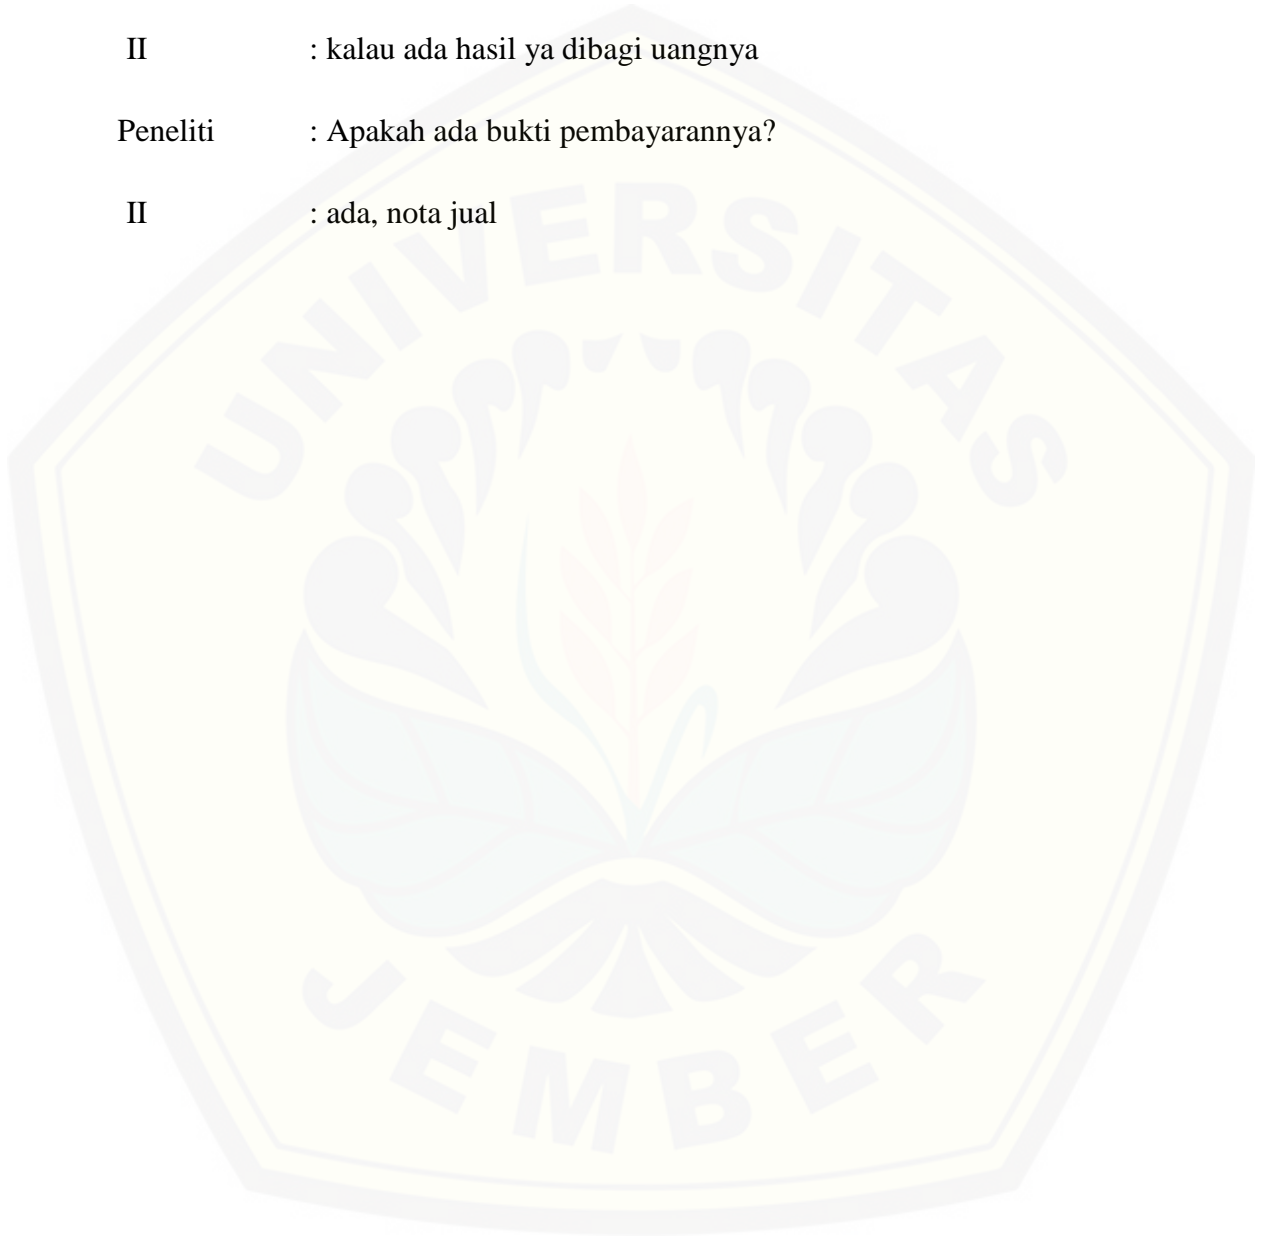 II : kalau ada hasil ya dibagi uangnya
Peneliti : Apakah ada bukti pembayarannya?
II : ada, nota jual
UNIVERSITAS
JEMBER